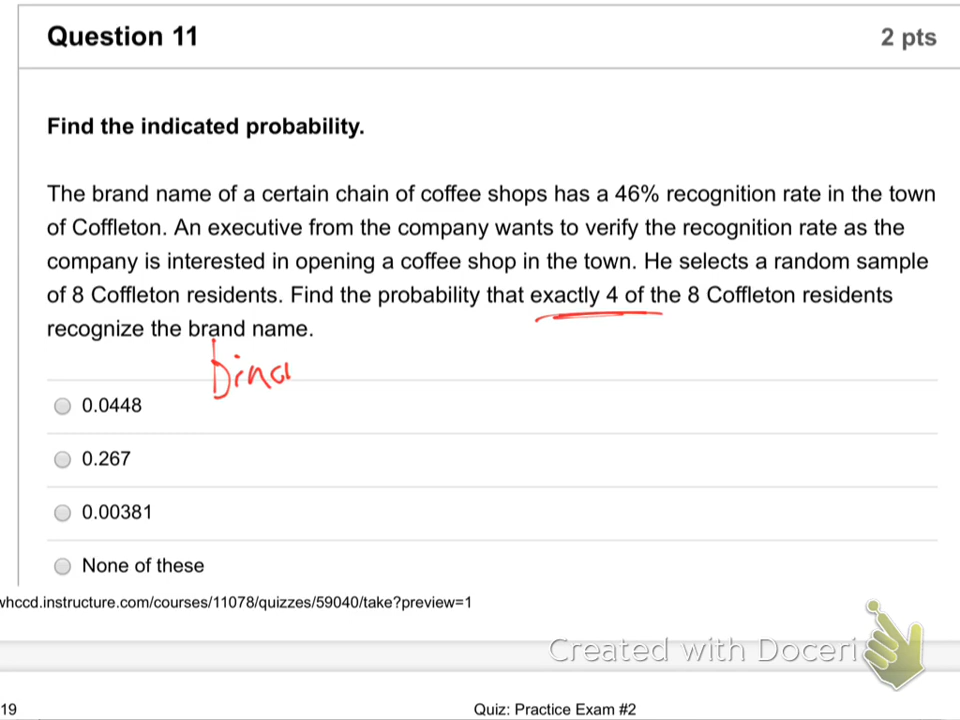 Question 11
2 pts
Find the indicated probability.
The brand name of a certain chain of coffee shops has a 46% recognition rate in the town
of Coffleton. An executive from the company wants to verify the recognition rate as the
company is interested in opening a coffee shop in the town. He selects a random sample
of 8 Coffleton residents. Find the probability that exactly 4 of the 8 Coffleton residents
recognize the brand name.
bino
0.0448
0.267
0.00381
None of these
whccd.instructure.com/courses/11078/quizzes/59040/take?preview=1
Created with Doceri
19
Quiz: Practice Exam #2